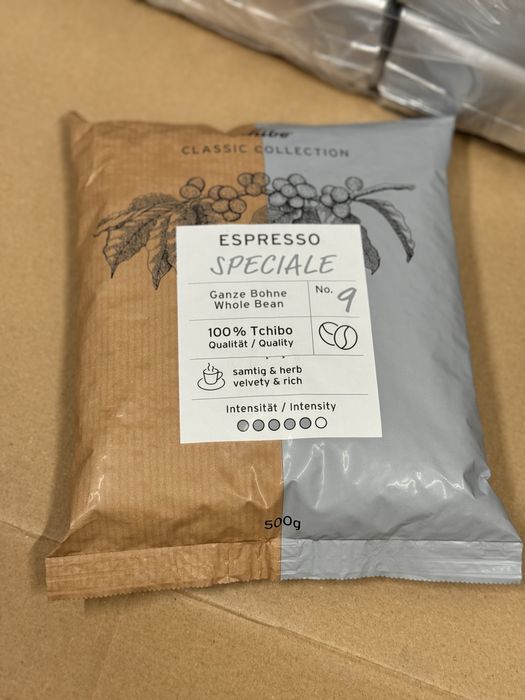 CLASSIC COLLECTION
ESPRESSO
SPECIALE
Ganze Bohne
Whole Bean
No. 9
100% Tchibo
Qualität / Quality
samtig & herb
velvety & rich
Intensität / Intensity
500g